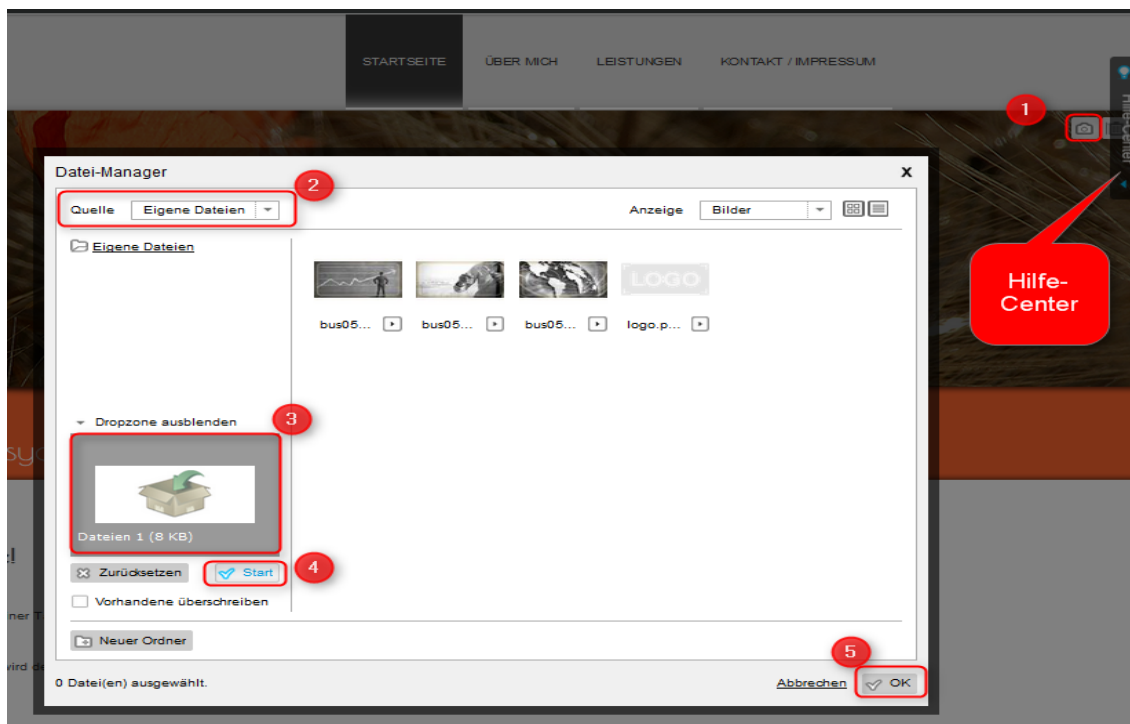 STARTSEITE ÜBER MICH LEISTUNGEN KONTAKT / IMPRESSUM
1
Hilfe-Center
Datei-Manager X
2
Quelle Eigene Dateien Anzeige Bilder
Eigene Dateien
LOGO
Hilfe-
Center
bus05... bus05... bus05... logo.p...
Dropzone ausblenden
3
Dateien 1 (8 KB)
Zurücksetzen Start
4
Vorhandene überschreiben
Neuer Ordner
5
0 Datei(en) ausgewählt. Abbrechen OK